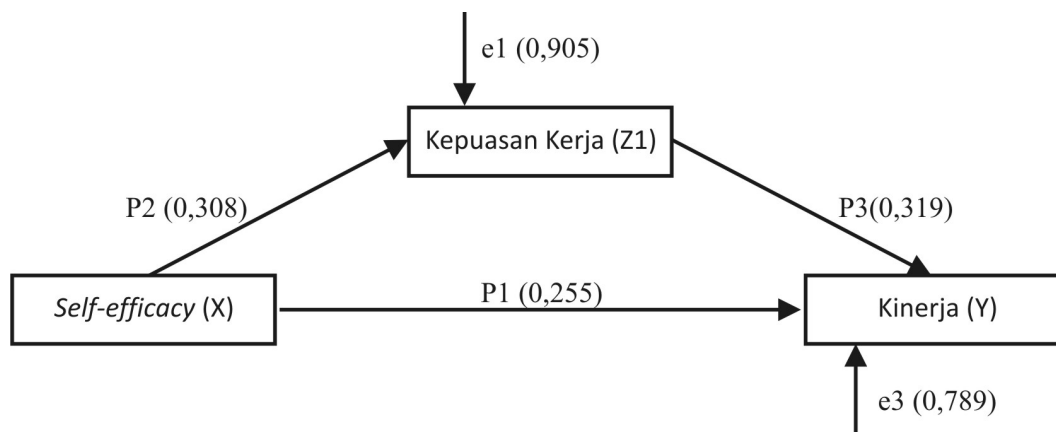 e1 (0,905)
Kepuasan Kerja (Z1)
P2 (0,308)
P3(0,319)
Self-efficacy (X)
P1 (0,255)
Kinerja (Y)
e3 (0,789)